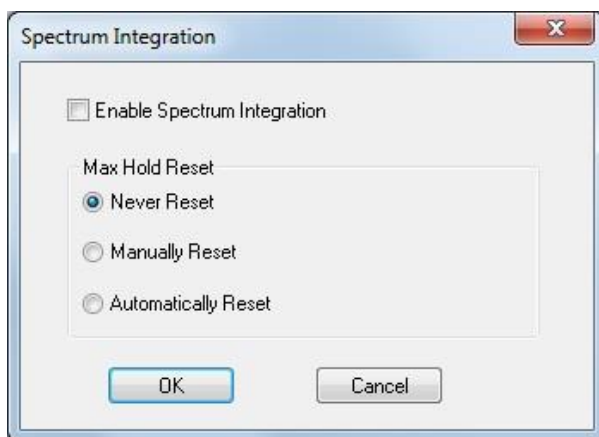 Spectrum Integration
Enable Spectrum Integration
Max Hold Reset
Never Reset
Manually Reset
Automatically Reset
OK
Cancel